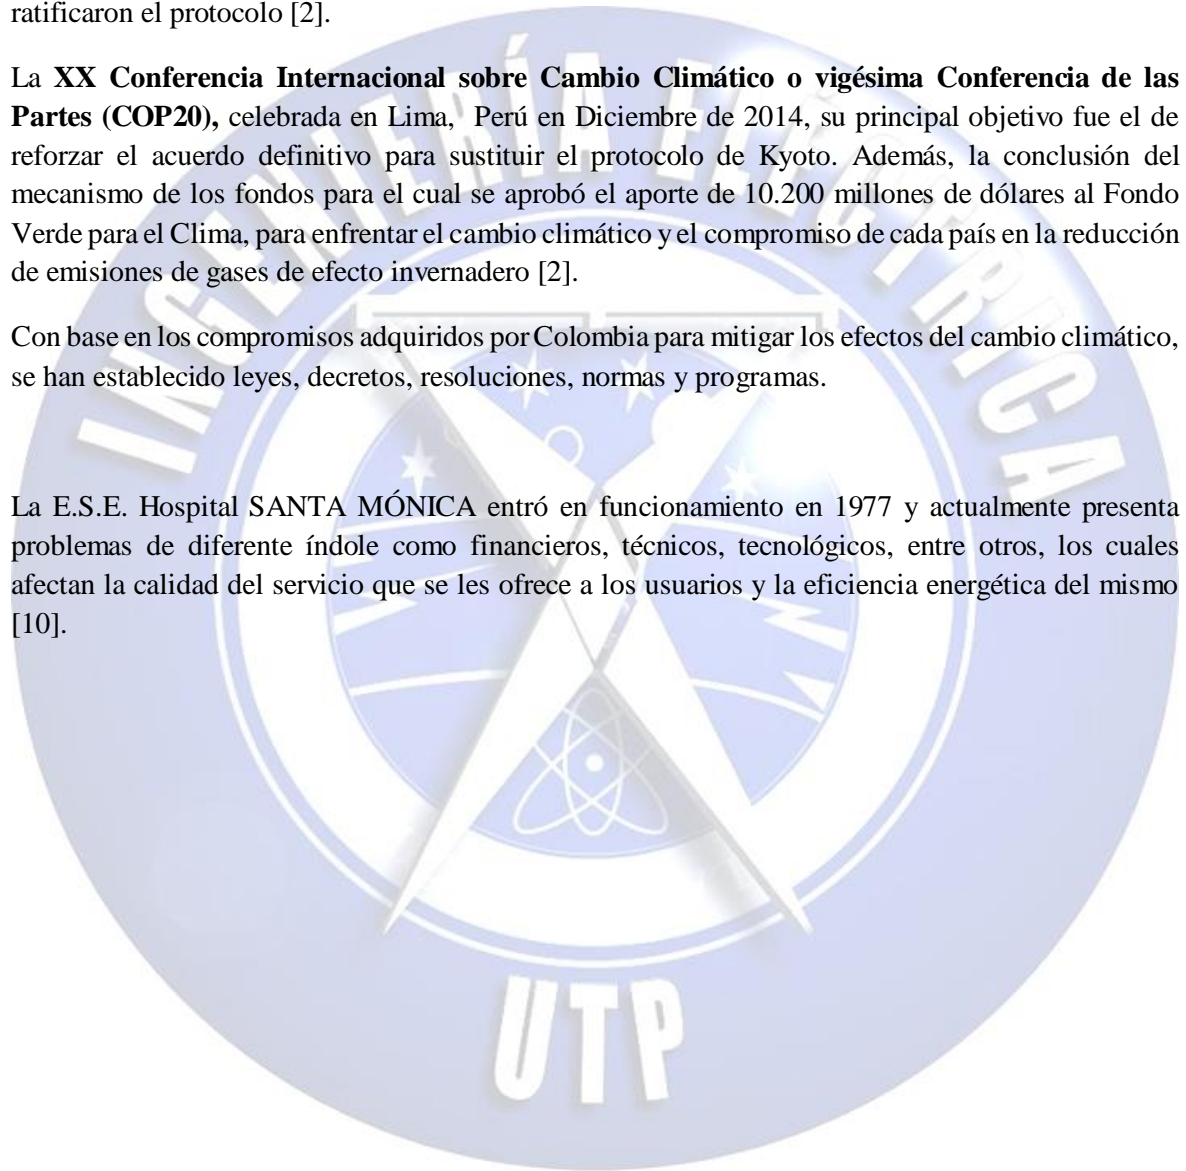 ratificaron el protocolo [2].
La XX Conferencia Internacional sobre Cambio Climático o vigésima Conferencia de las
Partes (COP20), celebrada en Lima, Perú en Diciembre de 2014, su principal objetivo fue el de
reforzar el acuerdo definitivo para sustituir el protocolo de Kyoto. Además, la conclusión del
mecanismo de los fondos para el cual se aprobó el aporte de 10.200 millones de dólares al Fondo
Verde para el Clima, para enfrentar el cambio climático y el compromiso de cada país en la reducción
de emisiones de gases de efecto invernadero [2].
Con base en los compromisos adquiridos por Colombia para mitigar los efectos del cambio climático,
se han establecido leyes, decretos, resoluciones, normas y programas.
La E.S.E. Hospital SANTA MÓNICA entró en funcionamiento en 1977 y actualmente presenta
problemas de diferente índole como financieros, técnicos, tecnológicos, entre otros, los cuales
afectan la calidad del servicio que se les ofrece a los usuarios y la eficiencia energética del mismo
[10].
INGENIERÍA ELÉCTRICA
UTP